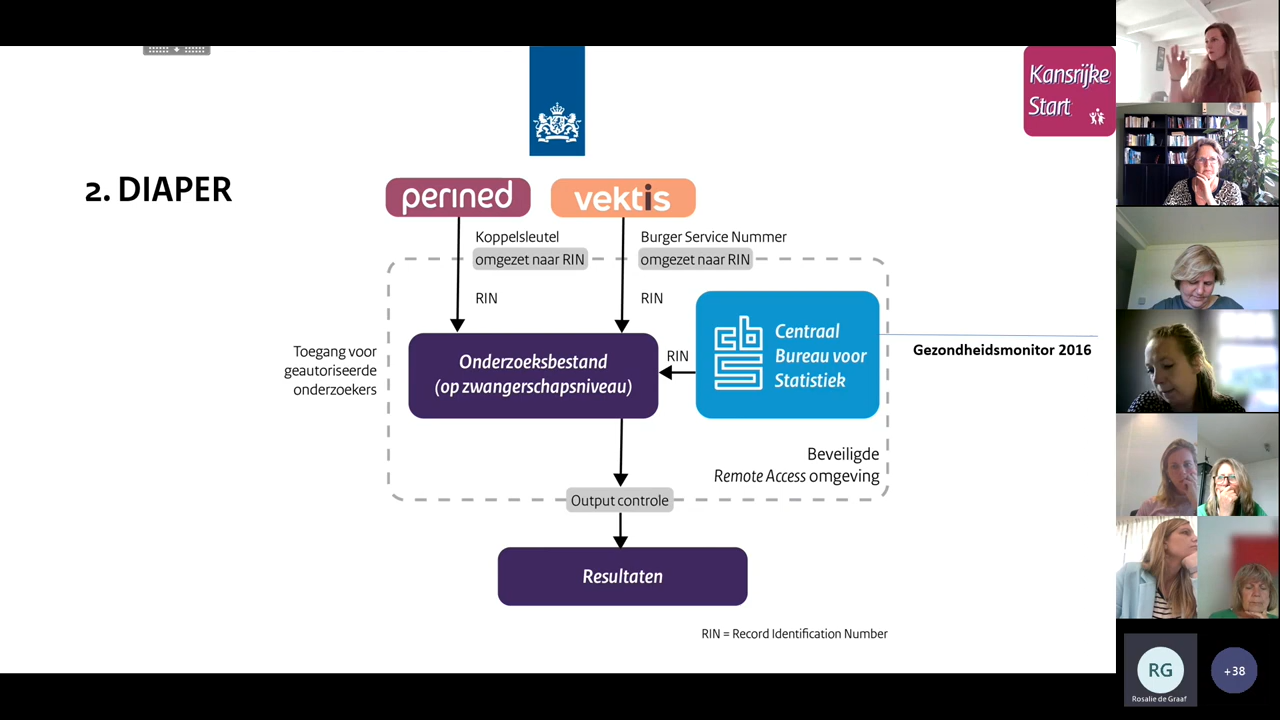 Kansrijke
Start
2. DIAPER
perined
vektis
Koppelsleutel
omgezet naar RIN
Burger Service Nummer
omgezet naar RIN
RIN
RIN
Toegang voor
geautoriseerde
onderzoekers
Onderzoeksbestand
(op zwangerschapsniveau)
RIN
cbs
Centraal
Bureau voor
Statistiek
Gezondheidsmonitor 2016
Beveiligde
Remote Access omgeving
Output controle
Resultaten
RIN = Record Identification Number
RG
Rosalie de Graaf
+38